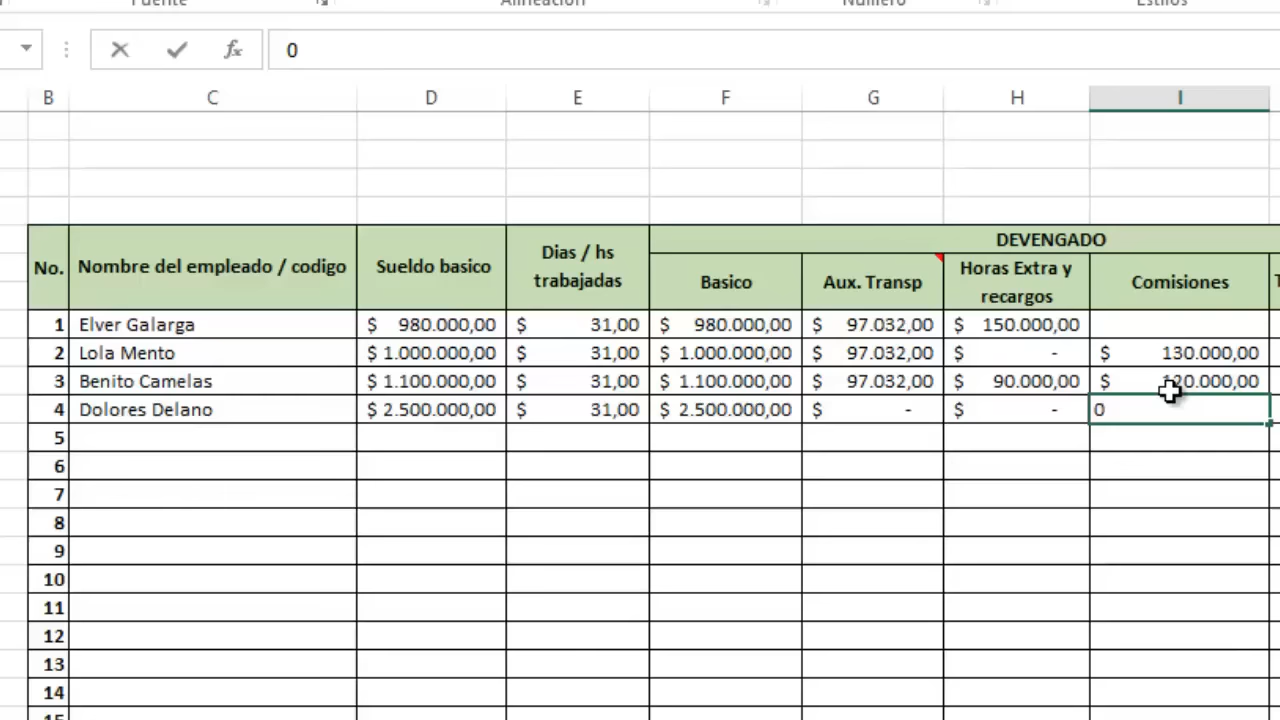 Fuente Alineación Número Estilos
fx 0
B C D E F G H I
DEVENGADO
No. Nombre del empleado / codigo Sueldo basico Dias / hs trabajadas Basico Aux. Transp Horas Extra y recargos Comisiones
1 Elver Galarga $ 980.000,00 $ 31,00 $ 980.000,00 $ 97.032,00 $ 150.000,00
2 Lola Mento $ 1.000.000,00 $ 31,00 $ 1.000.000,00 $ 97.032,00 $ - $ 130.000,00
3 Benito Camelas $ 1.100.000,00 $ 31,00 $ 1.100.000,00 $ 97.032,00 $ 90.000,00 $ 120.000,00
4 Dolores Delano $ 2.500.000,00 $ 31,00 $ 2.500.000,00 $ - $ - 0
5
6
7
8
9
10
11
12
13
14
15